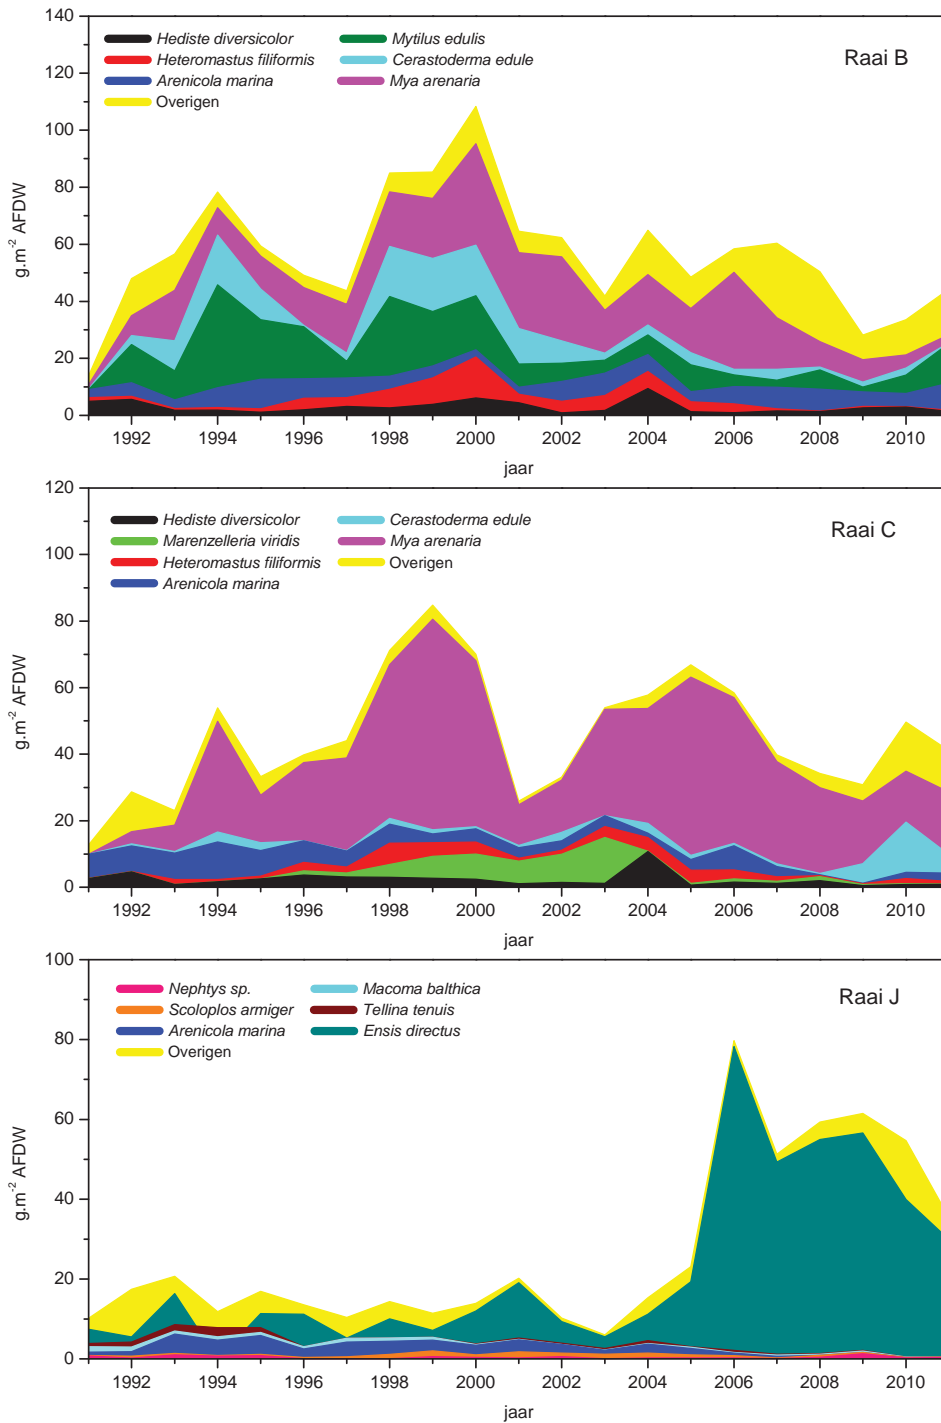 140
120
100
80
60
40
20
0
g.m⁻² AFDW
Hediste diversicolor
Heteromastus filiformis
Arenicola marina
Overigen
Mytilus edulis
Cerastoderma edule
Mya arenaria
Raai B
1992 1994 1996 1998 2000 2002 2004 2006 2008 2010
jaar
120
100
80
60
40
20
0
g.m⁻² AFDW
Hediste diversicolor
Marenzelleria viridis
Heteromastus filiformis
Arenicola marina
Cerastoderma edule
Mya arenaria
Overigen
Raai C
1992 1994 1996 1998 2000 2002 2004 2006 2008 2010
jaar
100
80
60
40
20
0
g.m⁻² AFDW
Nephtys sp.
Scoloplos armiger
Arenicola marina
Overigen
Macoma balthica
Tellina tenuis
Ensis directus
Raai J
1992 1994 1996 1998 2000 2002 2004 2006 2008 2010
jaar